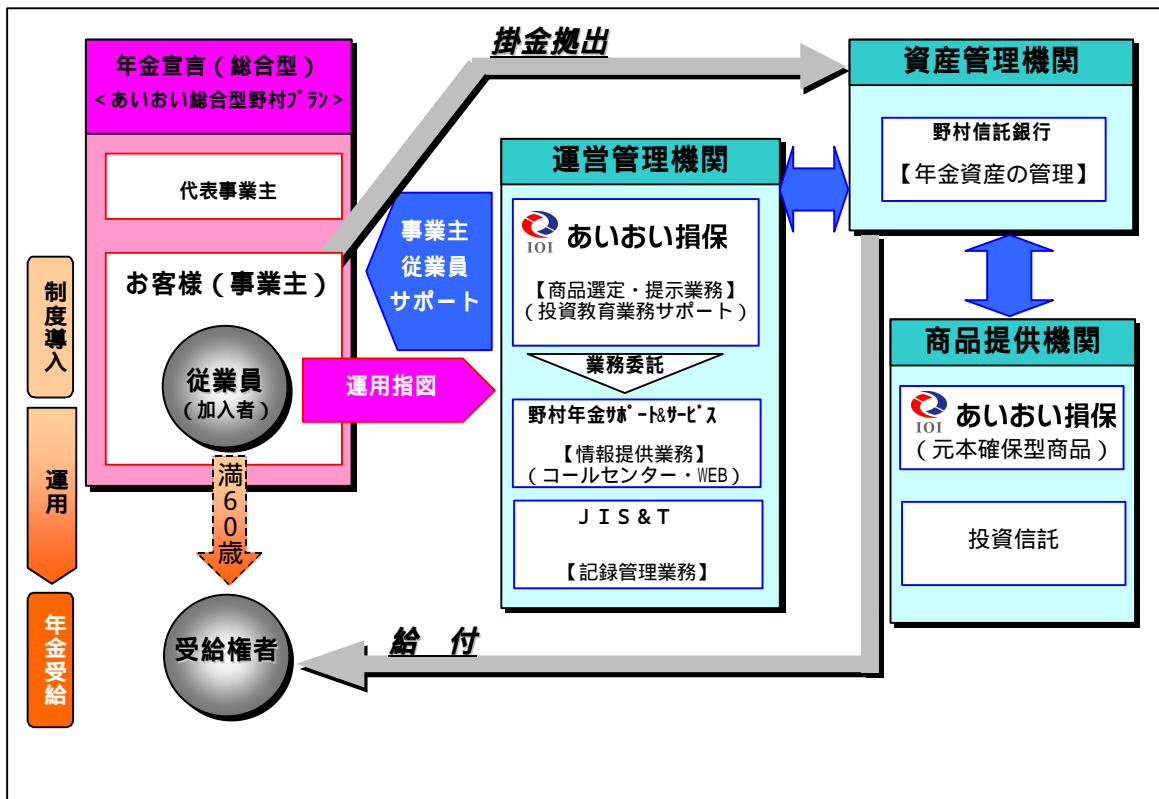 掛金拠出
年金宣言（総合型）
＜あいおい総合型野村ﾌﾟﾗﾝ＞
代表事業主
お客様（事業主）
従業員
（加入者）
満６０歳
受給権者
制度導入
運用
年金受給
事業主
従業員
サポート
運用指図
運営管理機関
IOI あいおい損保
【商品選定・提示業務】
（投資教育業務サポート）
業務委託
野村年金ｻﾎﾟｰﾄ&ｻｰﾋﾞｽ
【情報提供業務】
（コールセンター・WEB）
ＪＩＳ＆Ｔ
【記録管理業務】
資産管理機関
野村信託銀行
【年金資産の管理】
商品提供機関
IOI あいおい損保
（元本確保型商品）
投資信託
給　付